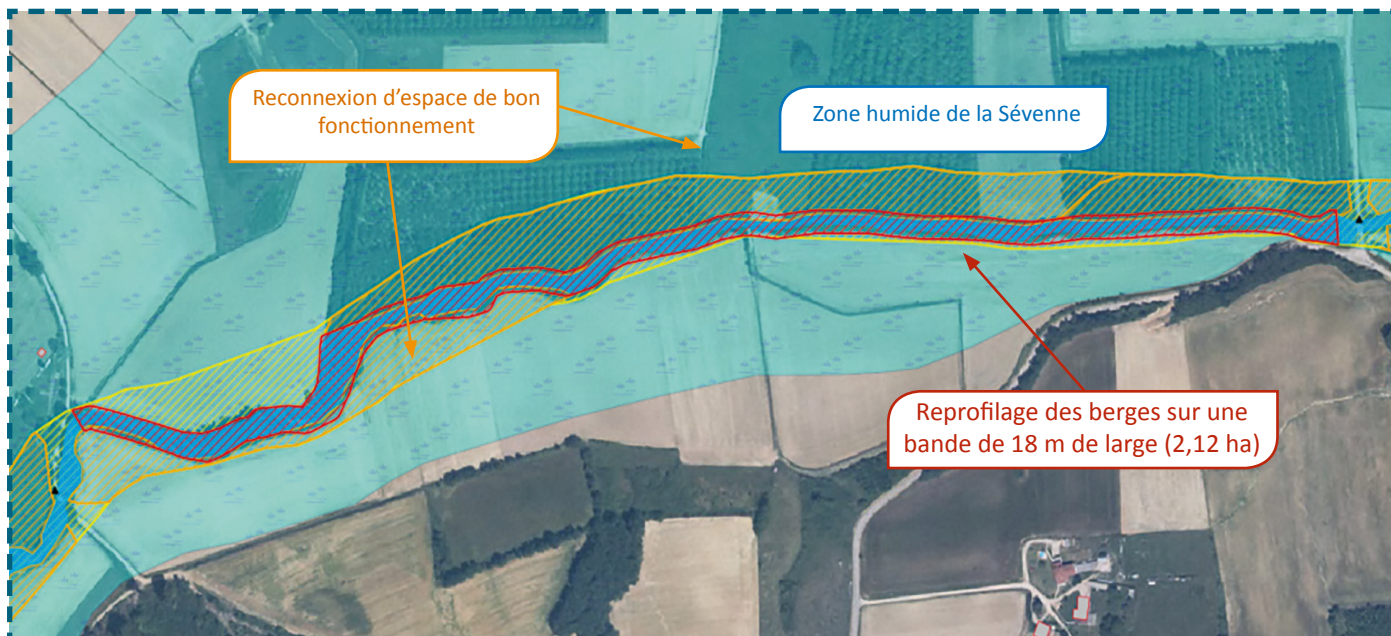 Reconnexion d'espace de bon
fonctionnement
Zone humide de la Sévenne
Reprofilage des berges sur une
bande de 18 m de large (2,12 ha)